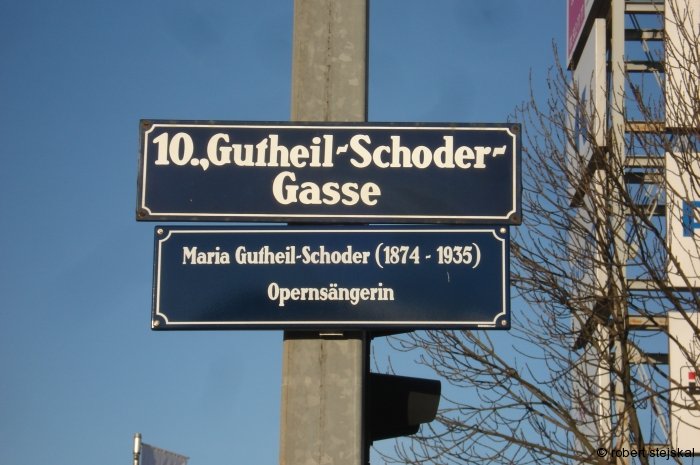 10., Gutheil-Schoder-
Gasse
Maria Gutheil-Schoder (1874 - 1935)
Opernsängerin
© robert stejskal